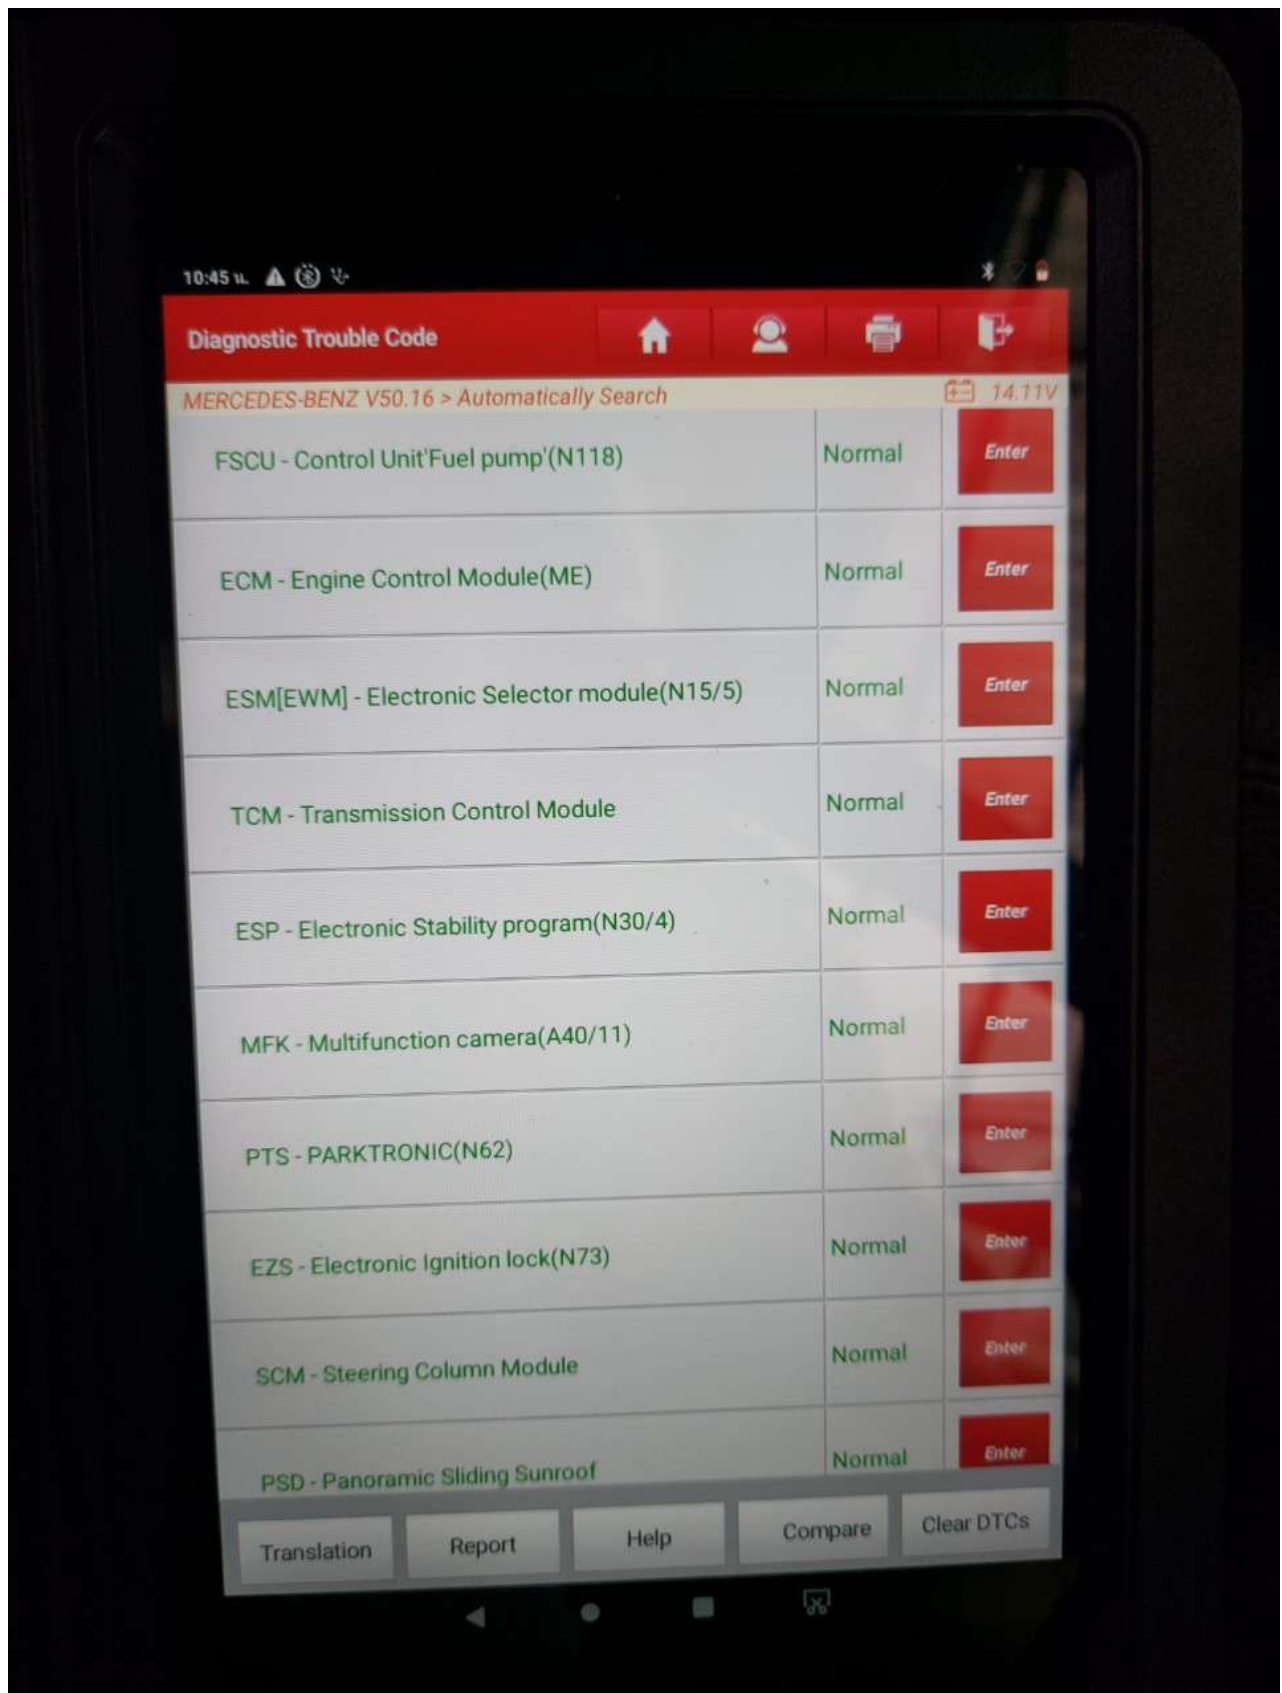 10:45 น.
Diagnostic Trouble Code
MERCEDES-BENZ V50.16 > Automatically Search 14.11V
FSCU - Control Unit'Fuel pump'(N118) Normal Enter
ECM - Engine Control Module(ME) Normal Enter
ESM[EWM] - Electronic Selector module(N15/5) Normal Enter
TCM - Transmission Control Module Normal Enter
ESP - Electronic Stability program(N30/4) Normal Enter
MFK - Multifunction camera(A40/11) Normal Enter
PTS - PARKTRONIC(N62) Normal Enter
EZS - Electronic Ignition lock(N73) Normal Enter
SCM - Steering Column Module Normal Enter
PSD - Panoramic Sliding Sunroof Normal Enter
Translation Report Help Compare Clear DTCs